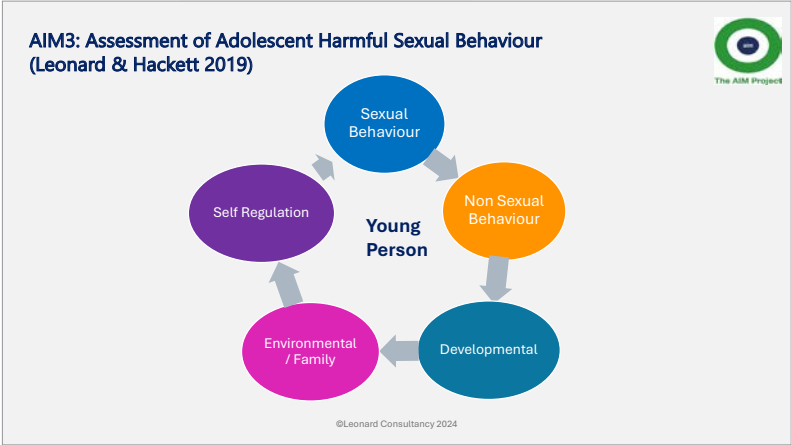 AIM3: Assessment of Adolescent Harmful Sexual Behaviour
(Leonard & Hackett 2019)
The AIM Project
Sexual
Behaviour
Non Sexual
Behaviour
Self Regulation
Young
Person
Environmental
/ Family
Developmental
©Leonard Consultancy 2024